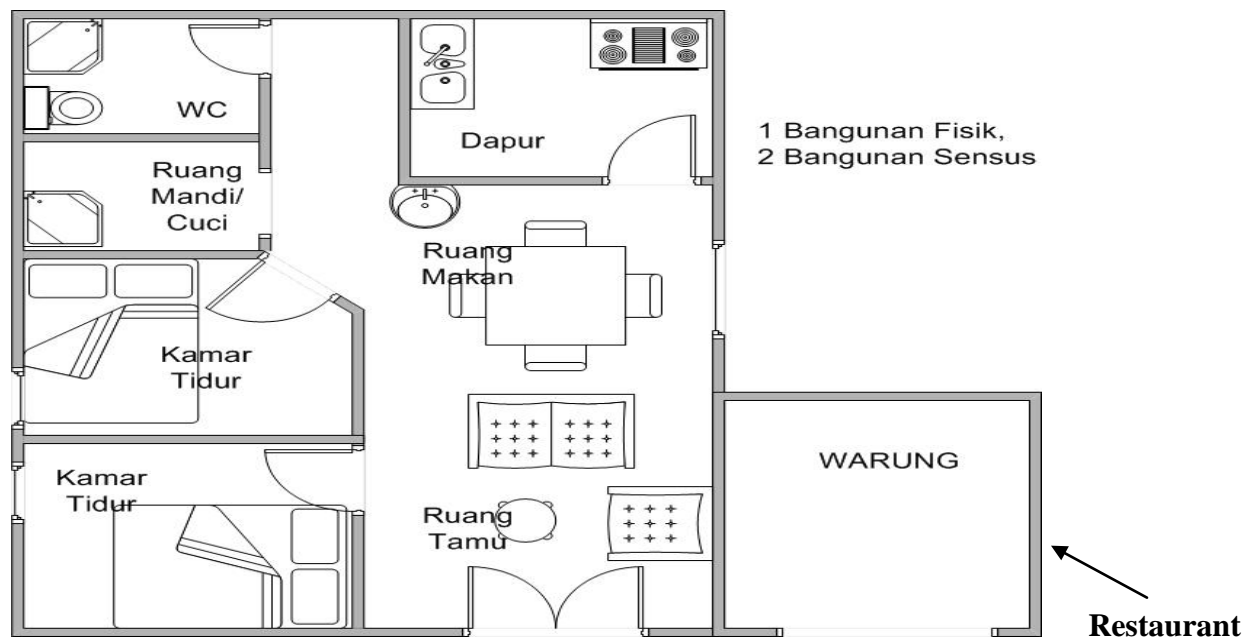 WC
Dapur
1 Bangunan Fisik,
2 Bangunan Sensus
Ruang
Mandi/
Cuci
Ruang
Makan
Kamar
Tidur
WARUNG
Kamar
Tidur
Ruang
Tamu
Restaurant